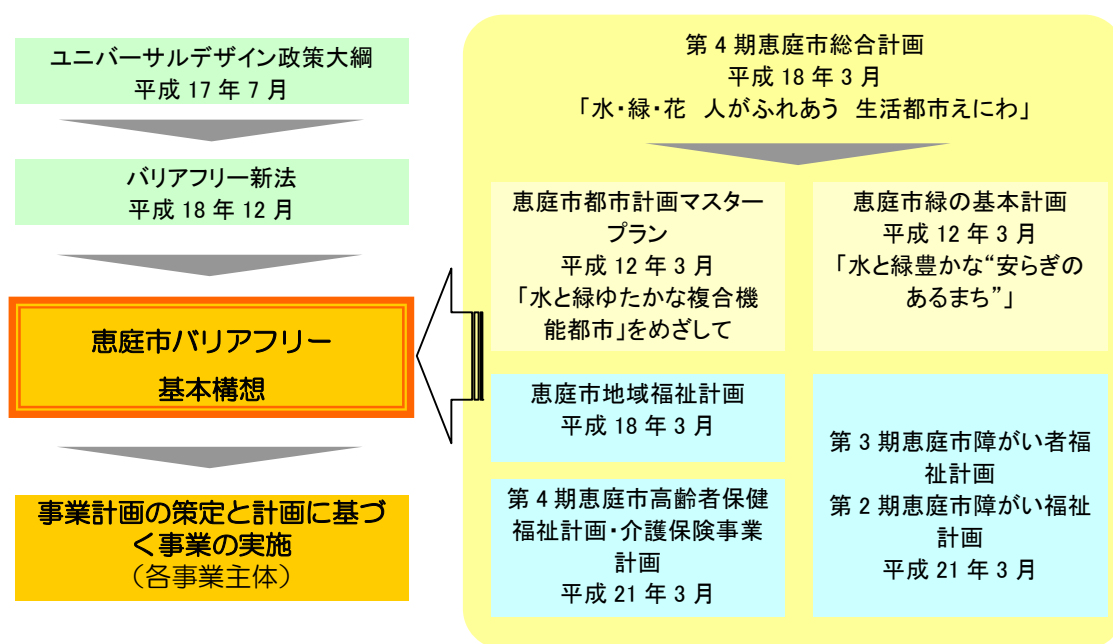 ユニバーサルデザイン政策大綱
平成 17 年 7 月
バリアフリー新法
平成 18 年 12 月
恵庭市バリアフリー
基本構想
事業計画の策定と計画に基づ
く事業の実施
（各事業主体）
第 4 期恵庭市総合計画
平成 18 年 3 月
「水・緑・花　人がふれあう　生活都市えにわ」
恵庭市都市計画マスター
プラン
平成 12 年 3 月
「水と緑ゆたかな複合機
能都市」をめざして
恵庭市緑の基本計画
平成 12 年 3 月
「水と緑豊かな“安らぎの
あるまち”」
恵庭市地域福祉計画
平成 18 年 3 月
第 4 期恵庭市高齢者保健
福祉計画・介護保険事業
計画
平成 21 年 3 月
第 3 期恵庭市障がい者福
祉計画
第 2 期恵庭市障がい福祉
計画
平成 21 年 3 月